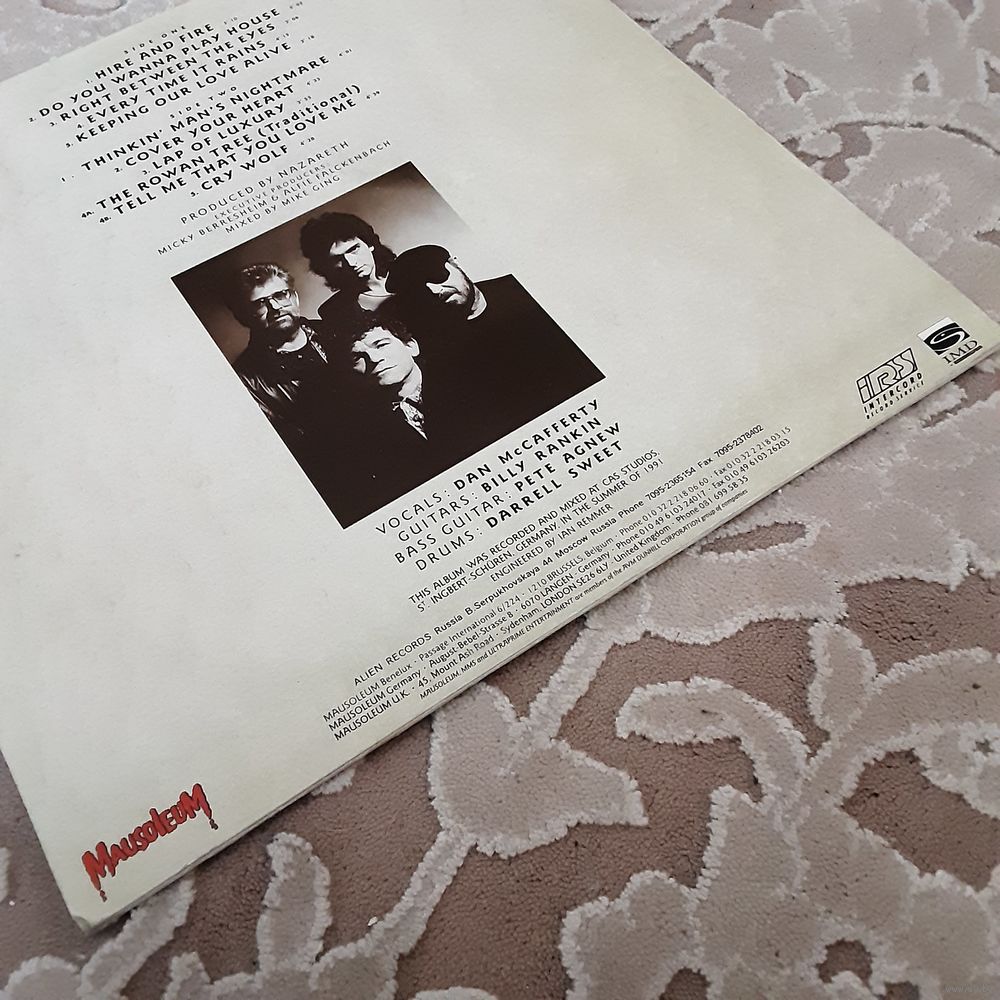 SIDE ONE
1. HIRE AND FIRE
2. DO YOU WANNA PLAY HOUSE
3. RIGHT BETWEEN THE EYES
4. EVERY TIME IT RAINS
5. KEEPING OUR LOVE ALIVE
SIDE TWO
1. THINKIN' MAN'S NIGHTMARE
2. COVER YOUR HEART
3. LAP OF LUXURY
4A. THE ROWAN TREE (Traditional)
4B. TELL ME THAT YOU LOVE ME
5. CRY WOLF
PRODUCED BY NAZARETH
EXECUTIVE PRODUCERS
MICKY BERRESHEIM & ALFIE FALCKENBACH
MIXED BY MIKE GING
VOCALS: DAN McCAFFERTY
GUITARS: BILLY RANKIN
BASS GUITAR: PETE AGNEW
DRUMS: DARRELL SWEET
THIS ALBUM WAS RECORDED AND MIXED AT CAS STUDIOS,
ST INGBERT-SCHÜREN, GERMANY, IN THE SUMMER OF 1991
ENGINEERED BY IAN REMMER
ALIEN RECORDS Russia B.Serpukhovskaya 44 Moscow Russia Phone 7095-2365154 Fax 7095-2378402
MAUSOLEUM Benelux · Passage International 6/224 · 1210 BRUSSELS, Belgium · Phone 010 32 2 218 06 60 · Fax 010 32 2 218 03 15
MAUSOLEUM Germany · August-Bebel-Strasse 8 · 6070 LANGEN, Germany · Phone 010 49 6103 24017 · Fax 010 49 6103 26203
MAUSOLEUM U.K. · 45, Mount Ash Road · Sydenham, LONDON SE26 6LY · United Kingdom · Phone 081 699 58 35
MAUSOLEUM, MMS and ULTRAPRIME ENTERTAINMENT are members of the AVM DUNHILL CORPORATION group of companies
iRS
INTERCORD
RECORD SERVICE
IMD
MAUSOLEUM